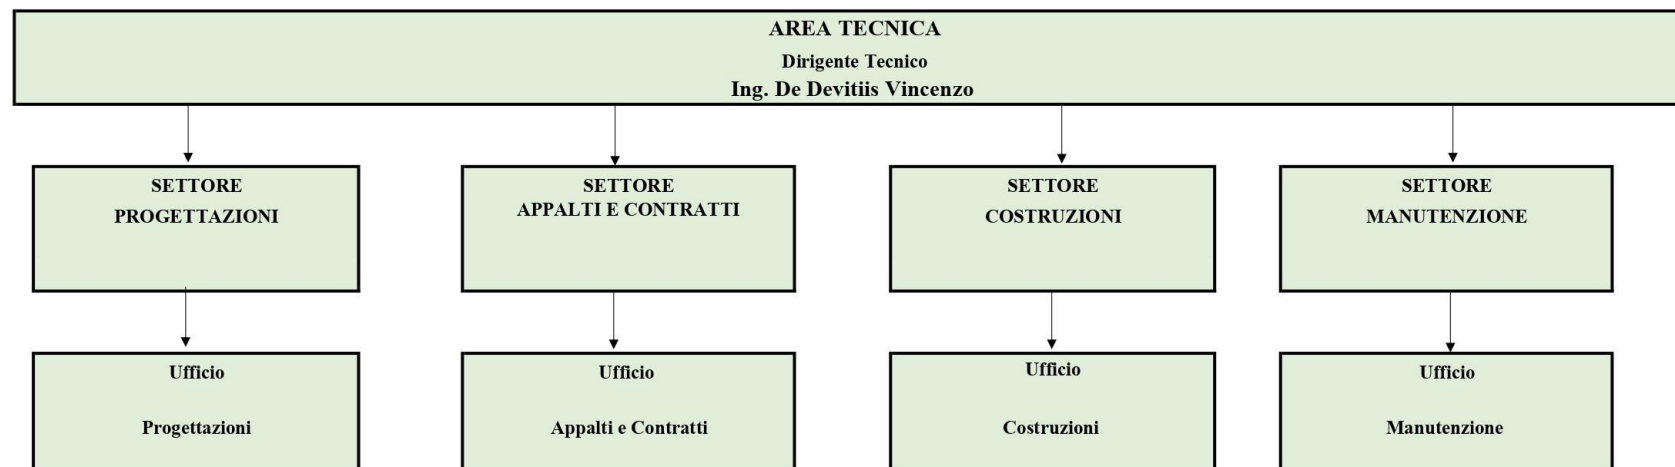 AREA TECNICA
Dirigente Tecnico
Ing. De Devitiis Vincenzo
SETTORE
PROGETTAZIONI
SETTORE
APPALTI E CONTRATTI
SETTORE
COSTRUZIONI
SETTORE
MANUTENZIONE
Ufficio
Progettazioni
Ufficio
Appalti e Contratti
Ufficio
Costruzioni
Ufficio
Manutenzione